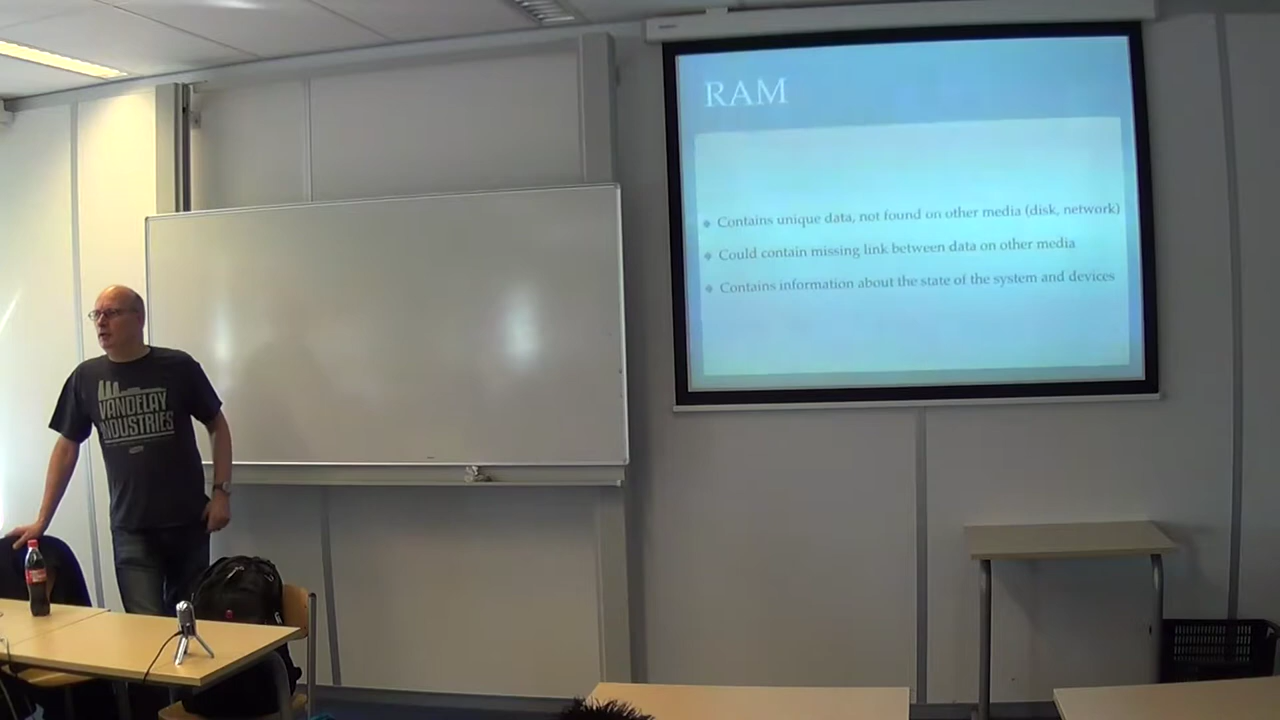 RAM
Contains unique data, not found on other media (disk, network)
Could contain missing link between data on other media
Contains information about the state of the system and devices
VANDELAY
INDUSTRIES